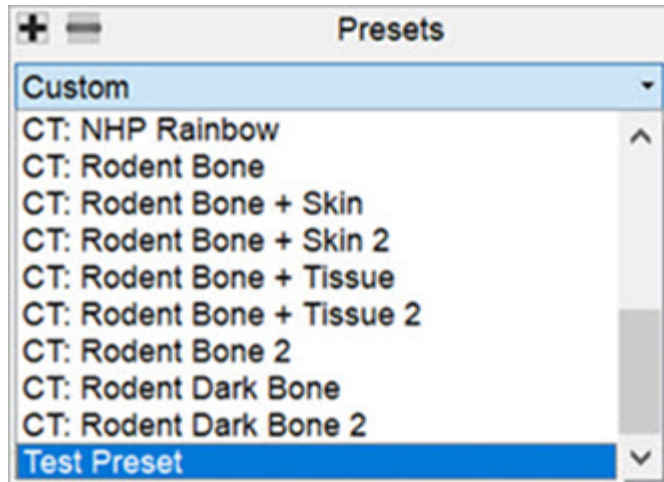 Presets
Custom
CT: NHP Rainbow
CT: Rodent Bone
CT: Rodent Bone + Skin
CT: Rodent Bone + Skin 2
CT: Rodent Bone + Tissue
CT: Rodent Bone + Tissue 2
CT: Rodent Bone 2
CT: Rodent Dark Bone
CT: Rodent Dark Bone 2
Test Preset